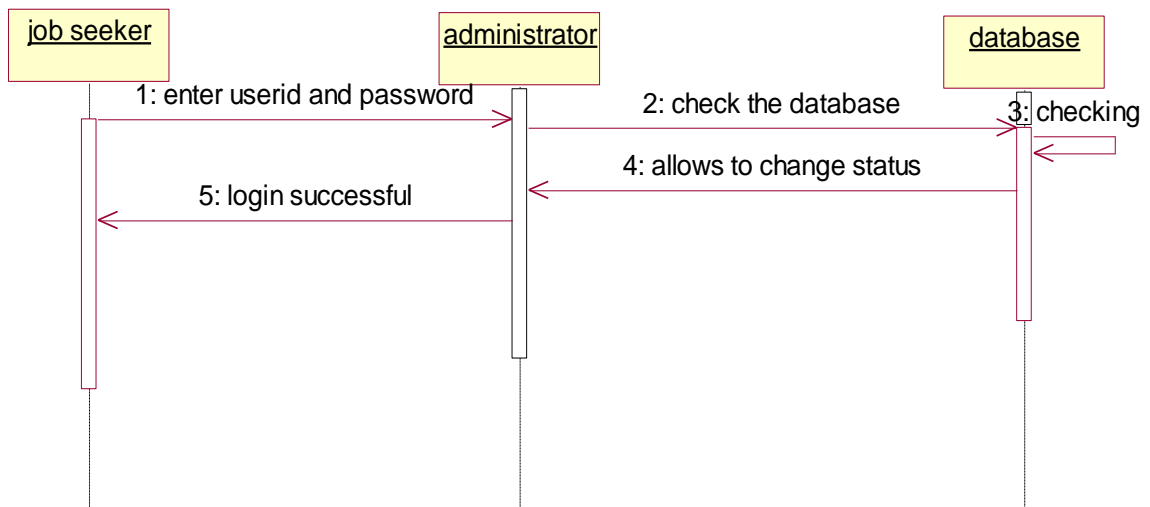 job seeker
administrator
database
1: enter userid and password
2: check the database
3: checking
4: allows to change status
5: login successful